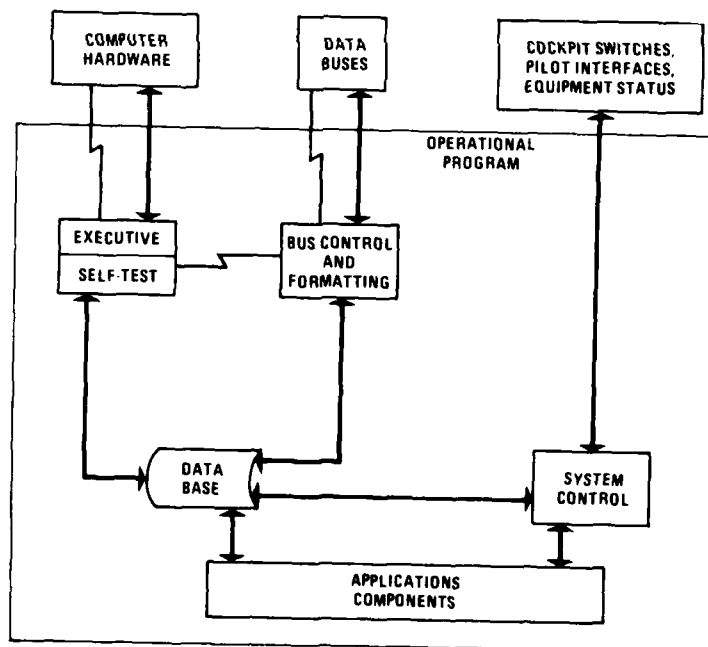 COMPUTER
HARDWARE
DATA
BUSES
COCKPIT SWITCHES,
PILOT INTERFACES,
EQUIPMENT STATUS
OPERATIONAL
PROGRAM
EXECUTIVE
SELF-TEST
BUS CONTROL
AND
FORMATTING
DATA
BASE
SYSTEM
CONTROL
APPLICATIONS
COMPONENTS